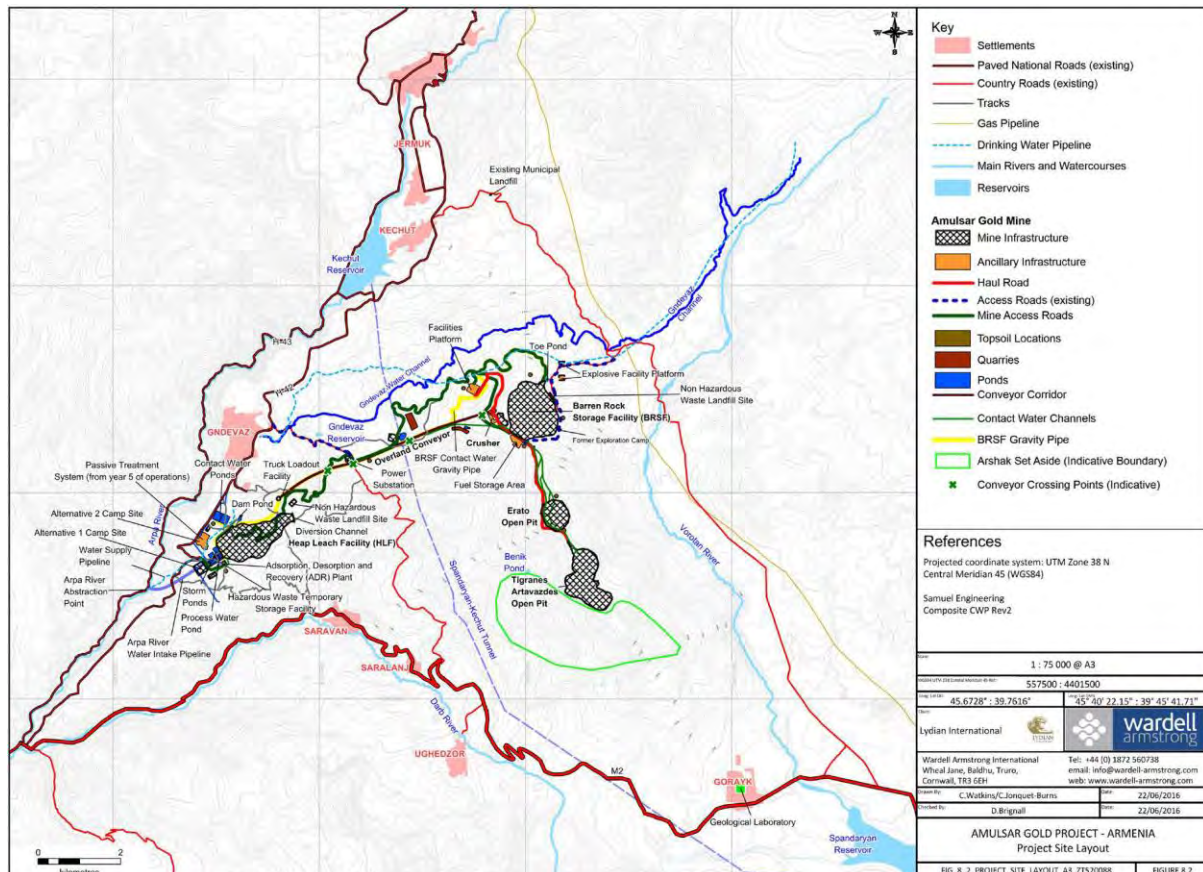 N
W E
S
JERMUK
Existing Municipal
Landfill
KECHUT
Kechut
Reservoir
H-43
H-42
Gndevaz
Channel
Facilities
Platform
Toe Pond
Gndevaz Water Channel
Explosive Facility Platform
Non Hazardous
Waste Landfill Site
Barren Rock
Storage Facility (BRSF)
GNDEVAZ
Gndevaz
Reservoir
Overland Conveyor
Crusher
Former Exploration Camp
BRSF Contact Water
Gravity Pipe
Passive Treatment
System (from year 5 of operations)
Contact Water
Ponds
Truck Loadout
Facility
Power
Substation
Fuel Storage Area
Dam Pond
Alternative 2 Camp Site
Arpa River
Non Hazardous
Waste Landfill Site
Erato
Open Pit
Alternative 1 Camp Site
Diversion Channel
Heap Leach Facility (HLF)
Vorotan River
Water Supply
Pipeline
Adsorption, Desorption and
Recovery (ADR) Plant
Benik
Pond
Arpa River
Abstraction
Point
Storm
Ponds
Hazardous Waste Temporary
Storage Facility
Tigranes
Artavazdes
Open Pit
Process Water
Pond
Spandaryan-Kechut Tunnel
Arpa River
Water Intake Pipeline
SARAVAN
SARALANJ
Darb River
UGHEDZOR
M2
GORAYK
Geological Laboratory
Spandaryan
Reservoir
0 2
kilometres
Key
Settlements
Paved National Roads (existing)
Country Roads (existing)
Tracks
Gas Pipeline
Drinking Water Pipeline
Main Rivers and Watercourses
Reservoirs
Amulsar Gold Mine
Mine Infrastructure
Ancillary Infrastructure
Haul Road
Access Roads (existing)
Mine Access Roads
Topsoil Locations
Quarries
Ponds
Conveyor Corridor
Contact Water Channels
BRSF Gravity Pipe
Arshak Set Aside (Indicative Boundary)
Conveyor Crossing Points (Indicative)
References
Projected coordinate system: UTM Zone 38 N
Central Meridian 45 (WGS84)
Samuel Engineering
Composite CWP Rev2
1 : 75 000 @ A3
557500 : 4401500
45.6728° : 39.7616°
45° 40' 22.15" : 39° 45' 41.71"
Lydian International
LYDIAN
wardell
armstrong
Wardell Armstrong International
Wheal Jane, Baldhu, Truro,
Cornwall, TR3 6EH
Tel: +44 (0) 1872 560738
email: info@wardell-armstrong.com
web: www.wardell-armstrong.com
Drawn By: C.Watkins/C.Jonquet-Burns
Date: 22/06/2016
Checked By: D.Brignall
Date: 22/06/2016
AMULSAR GOLD PROJECT - ARMENIA
Project Site Layout
FIG_8_2_PROJECT_SITE_LAYOUT_A3_ZT520088
FIGURE 8.2